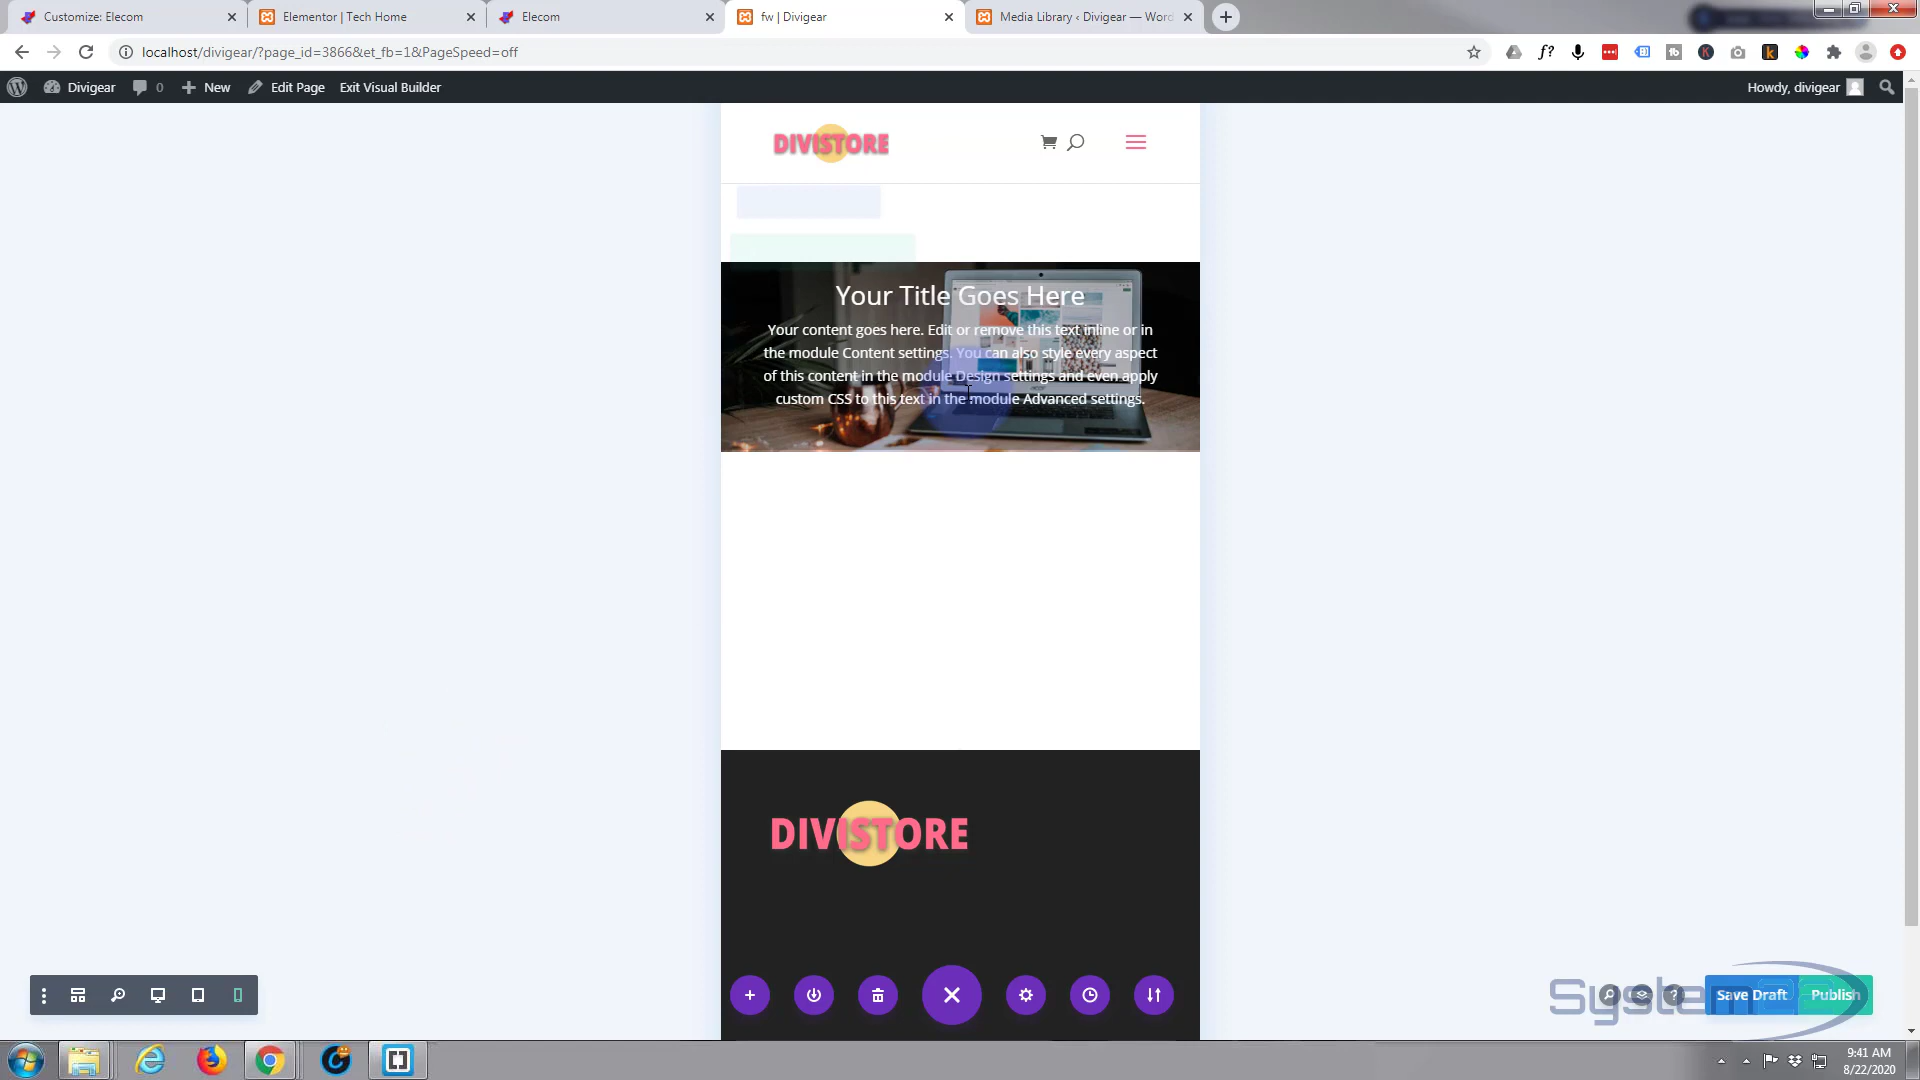 Customize: Elecom
Elementor | Tech Home
Elecom
fw | Divigear
Media Library ‹ Divigear — Word
localhost/divigear/?page_id=3866&et_fb=1&PageSpeed=off
Divigear
0
New
Edit Page
Exit Visual Builder
Howdy, divigear
DIVISTORE
Your Title Goes Here
Your content goes here. Edit or remove this text inline or in
the module Content settings. You can also style every aspect
of this content in the module Design settings and even apply
custom CSS to this text in the module Advanced settings.
DIVISTORE
Save Draft
Publish
9:41 AM
8/22/2020